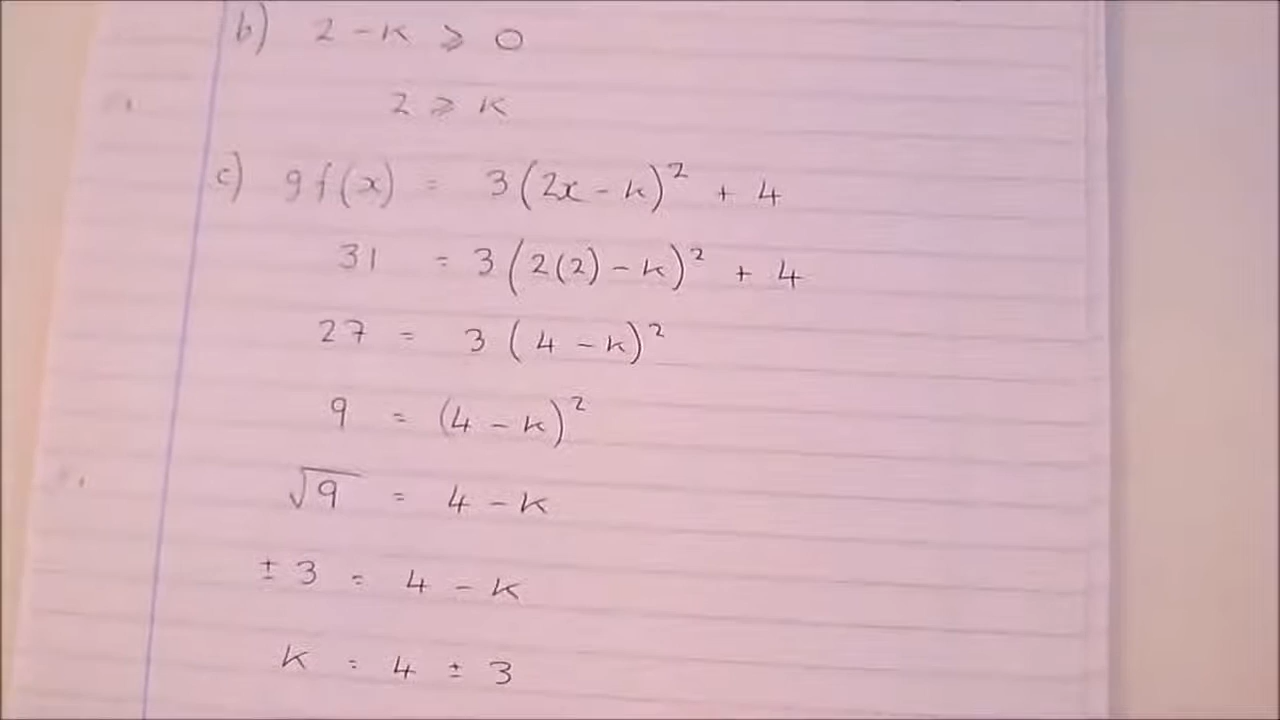 b) 2 - k ⩾ 0
2 ⩾ k
c) gf(x) = 3(2x - k)² + 4
31 = 3(2(2) - k)² + 4
27 = 3(4 - k)²
9 = (4 - k)²
√9 = 4 - k
± 3 = 4 - k
k = 4 ± 3